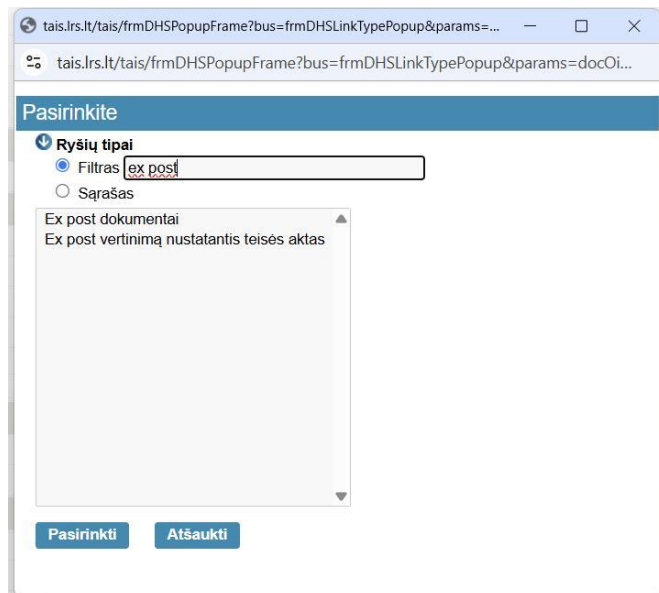 tais.lrs.lt/tais/frmDHSPopupFrame?bus=frmDHSLinkTypePopup&params=...
tais.lrs.lt/tais/frmDHSPopupFrame?bus=frmDHSLinkTypePopup&params=docOi...
Pasirinkite
Ryšių tipai
Filtras ex post
Sąrašas
Ex post dokumentai
Ex post vertinimą nustatantis teisės aktas
Pasirinkti Atšaukti